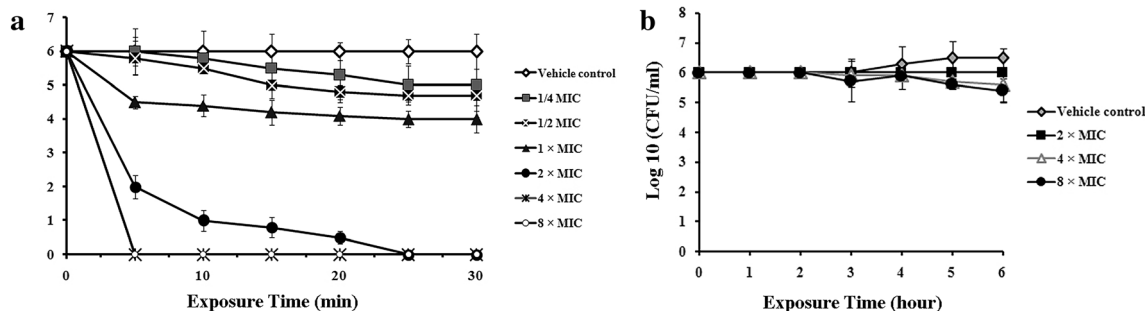 a
7
6
5
4
3
2
1
0
0
10
20
30
Exposure Time (min)
Vehicle control
1/4 MIC
1/2 MIC
1 × MIC
2 × MIC
4 × MIC
8 × MIC
b
Log 10 (CFU/ml)
8
7
6
5
4
3
2
1
0
0
1
2
3
4
5
6
Exposure Time (hour)
Vehicle control
2 × MIC
4 × MIC
8 × MIC